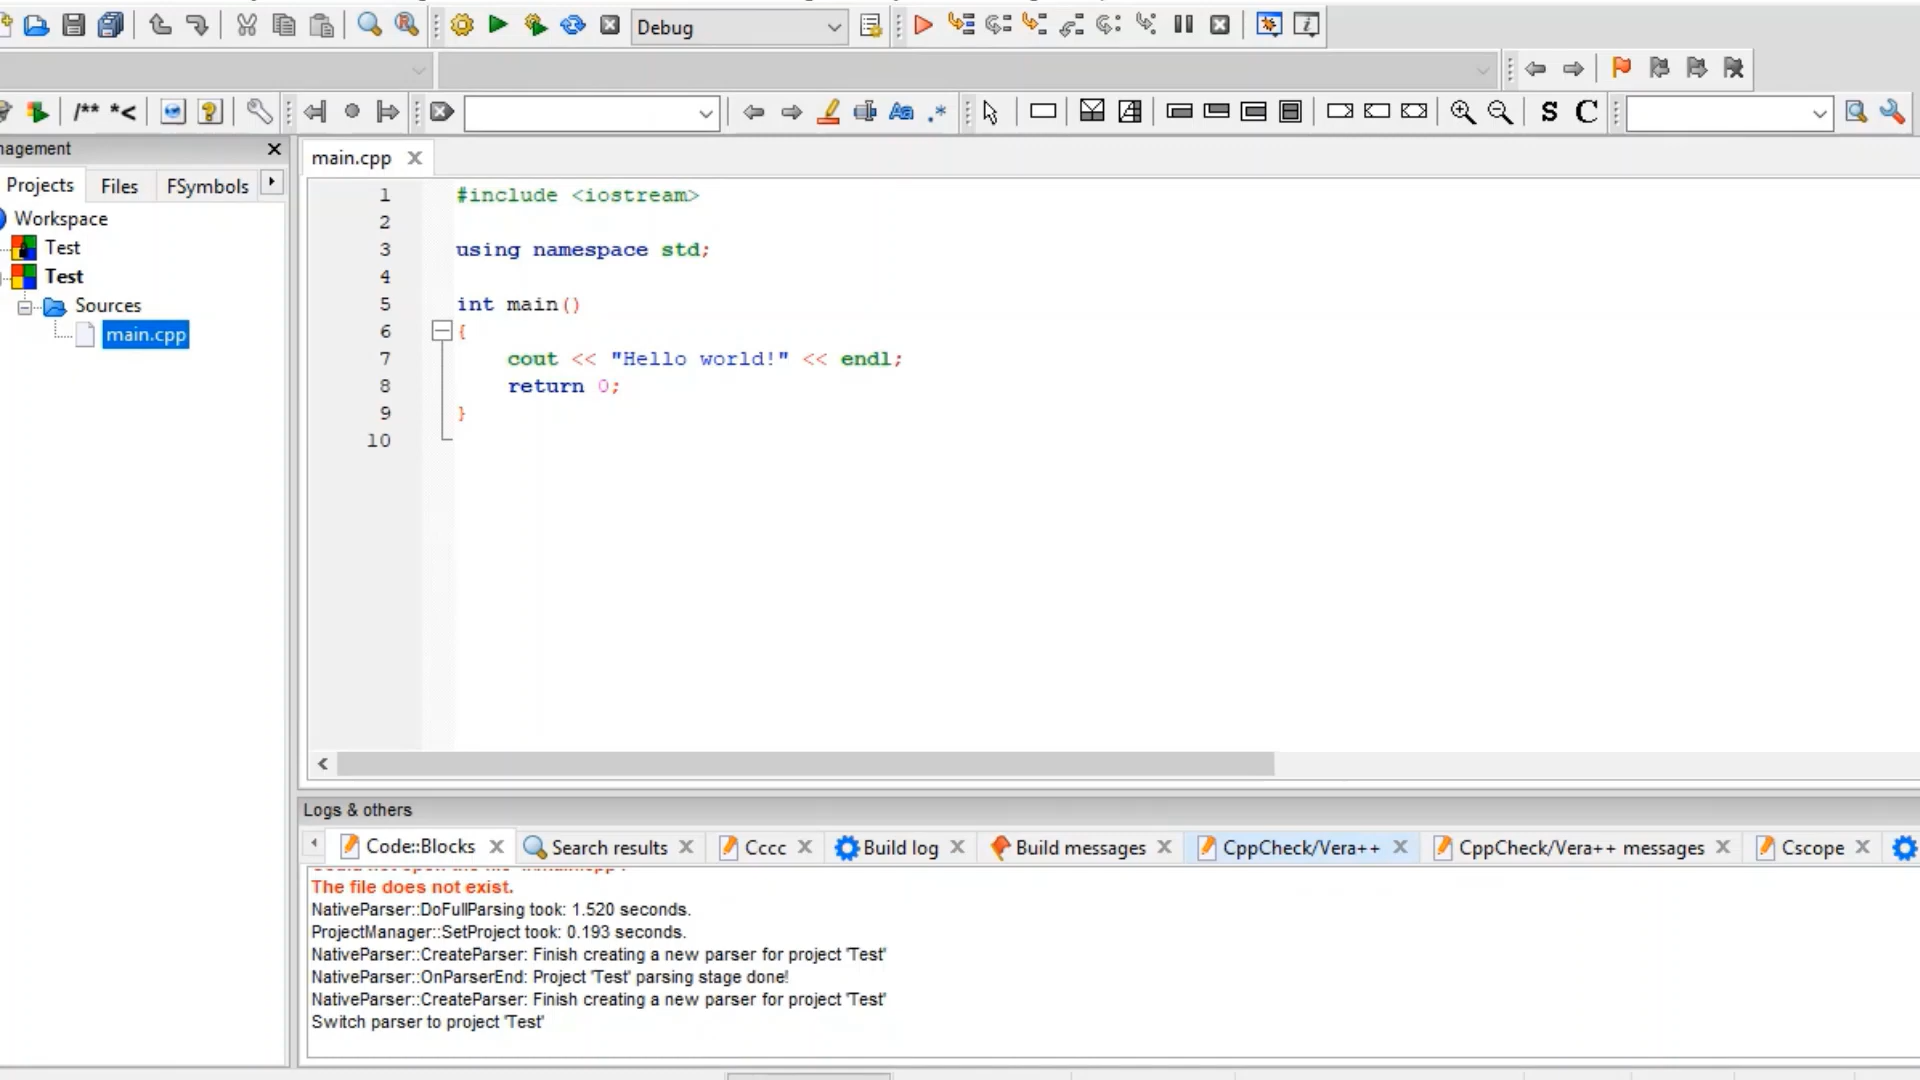 Debug
/** *<
Aa .*
S C
nagement
Projects Files FSymbols
Workspace
Test
Test
Sources
main.cpp
main.cpp
1 #include <iostream>
2
3 using namespace std;
4
5 int main()
6 {
7 cout << "Hello world!" << endl;
8 return 0;
9 }
10
Logs & others
Code::Blocks Search results Cccc Build log Build messages CppCheck/Vera++ CppCheck/Vera++ messages Cscope
The file does not exist.
NativeParser::DoFullParsing took: 1.520 seconds.
ProjectManager::SetProject took: 0.193 seconds.
NativeParser::CreateParser: Finish creating a new parser for project 'Test'
NativeParser::OnParserEnd: Project 'Test' parsing stage done!
NativeParser::CreateParser: Finish creating a new parser for project 'Test'
Switch parser to project 'Test'